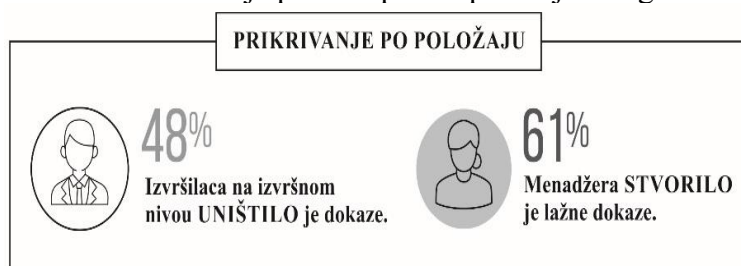 PRIKRIVANJE PO POLOŽAJU
48%
Izvršilaca na izvršnom
nivou UNIŠTILO je dokaze.
61%
Menadžera STVORILO
je lažne dokaze.